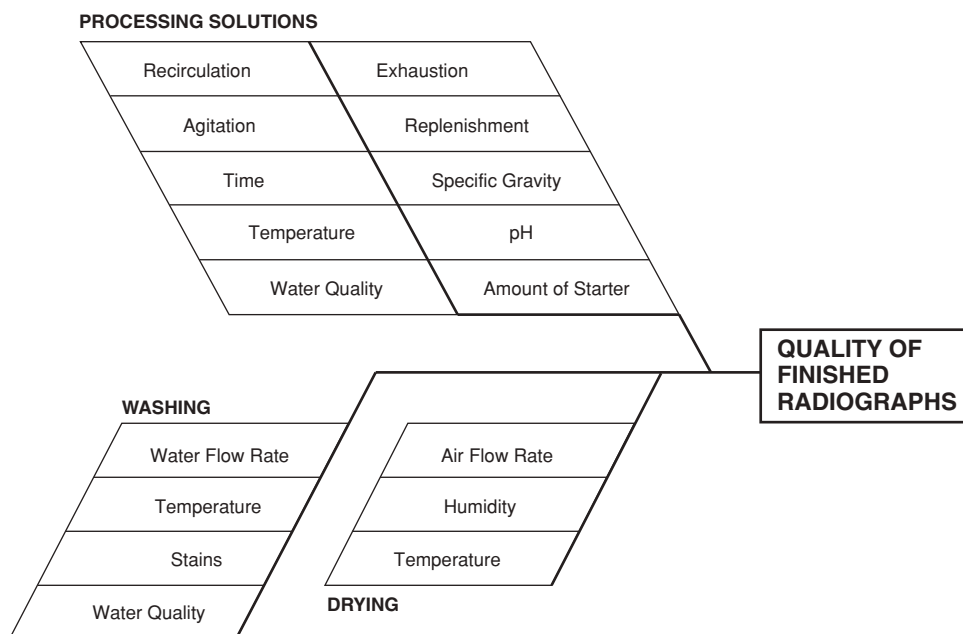 PROCESSING SOLUTIONS
Recirculation
Exhaustion
Agitation
Replenishment
Time
Specific Gravity
Temperature
pH
Water Quality
Amount of Starter
QUALITY OF
FINISHED
RADIOGRAPHS
WASHING
Water Flow Rate
Temperature
Stains
Water Quality
Air Flow Rate
Humidity
Temperature
DRYING